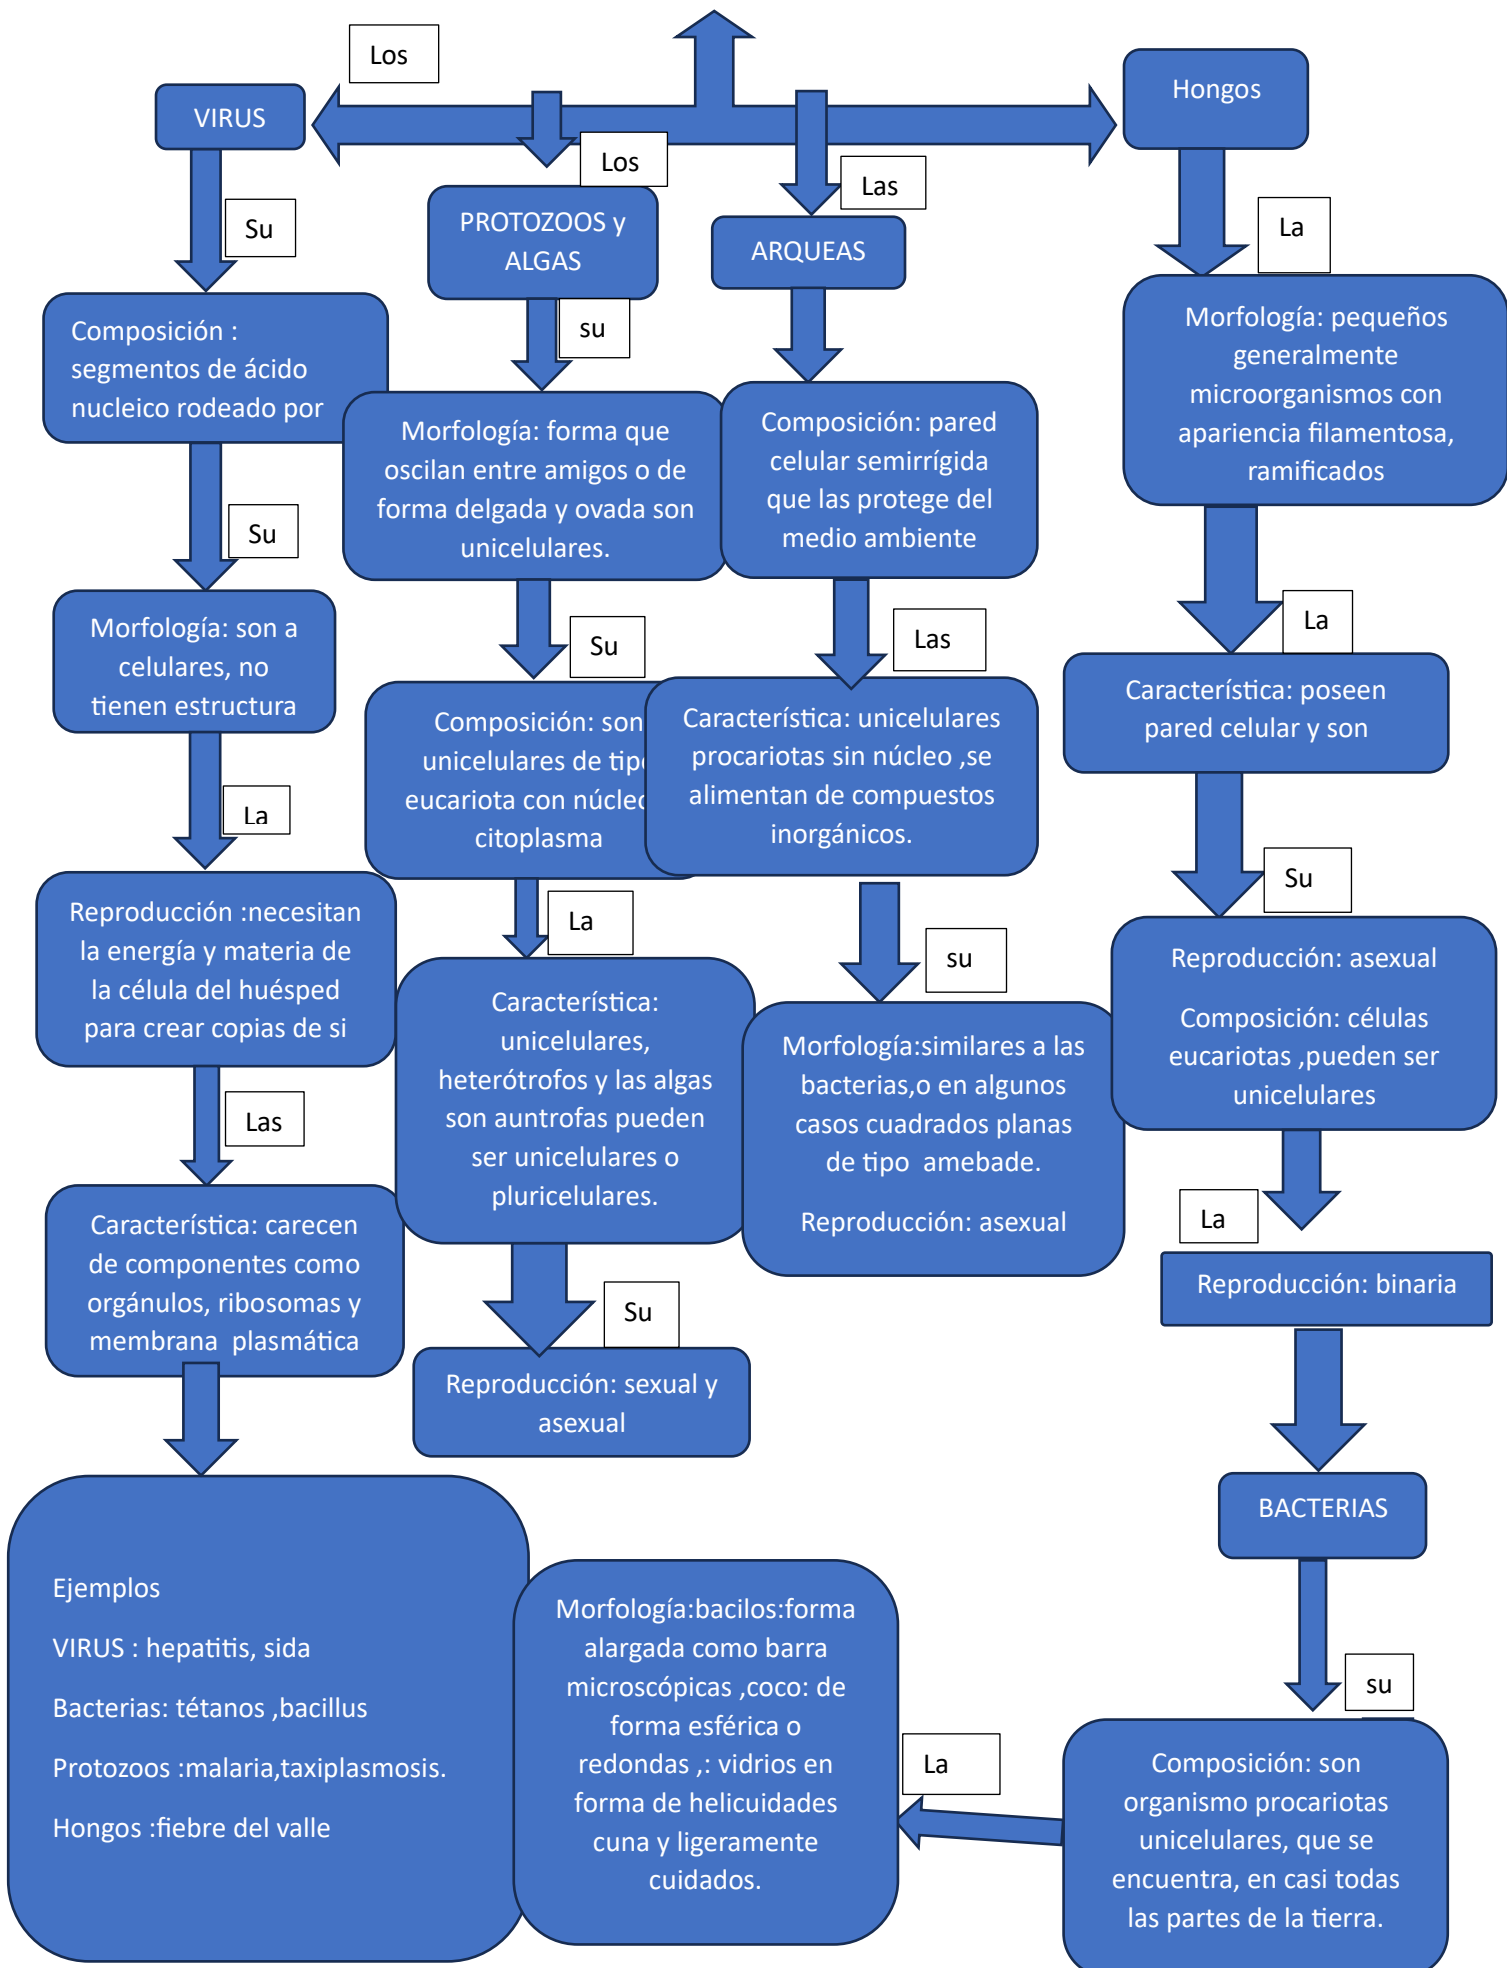 Los
VIRUS
Su
Composición :
segmentos de ácido
nucleico rodeado por
Su
Morfología: son a
celulares, no
tienen estructura
La
Reproducción :necesitan
la energía y materia de
la célula del huésped
para crear copias de si
Las
Característica: carecen
de componentes como
orgánulos, ribosomas y
membrana plasmática
Ejemplos
VIRUS : hepatitis, sida
Bacterias: tétanos ,bacillus
Protozoos :malaria,taxiplasmosis.
Hongos :fiebre del valle
Los
PROTOZOOS y
ALGAS
su
Morfología: forma que
oscilan entre amigos o de
forma delgada y ovada son
unicelulares.
Su
Composición: son
unicelulares de tipo
eucariota con núcleo
citoplasma
La
Característica:
unicelulares,
heterótrofos y las algas
son auntrofas pueden
ser unicelulares o
pluricelulares.
Su
Reproducción: sexual y
asexual
Las
ARQUEAS
Composición: pared
celular semirrígida
que las protege del
medio ambiente
Las
Característica: unicelulares
procariotas sin núcleo ,se
alimentan de compuestos
inorgánicos.
su
Morfología:similares a las
bacterias,o en algunos
casos cuadrados planas
de tipo amebade.
Reproducción: asexual
Hongos
La
Morfología: pequeños
generalmente
microorganismos con
apariencia filamentosa,
ramificados
La
Característica: poseen
pared celular y son
Su
Reproducción: asexual
Composición: células
eucariotas ,pueden ser
unicelulares
La
Reproducción: binaria
BACTERIAS
su
Composición: son
organismo procariotas
unicelulares, que se
encuentra, en casi todas
las partes de la tierra.
La
Morfología:bacilos:forma
alargada como barra
microscópicas ,coco: de
forma esférica o
redondas ,: vidrios en
forma de helicuidades
cuna y ligeramente
cuidados.